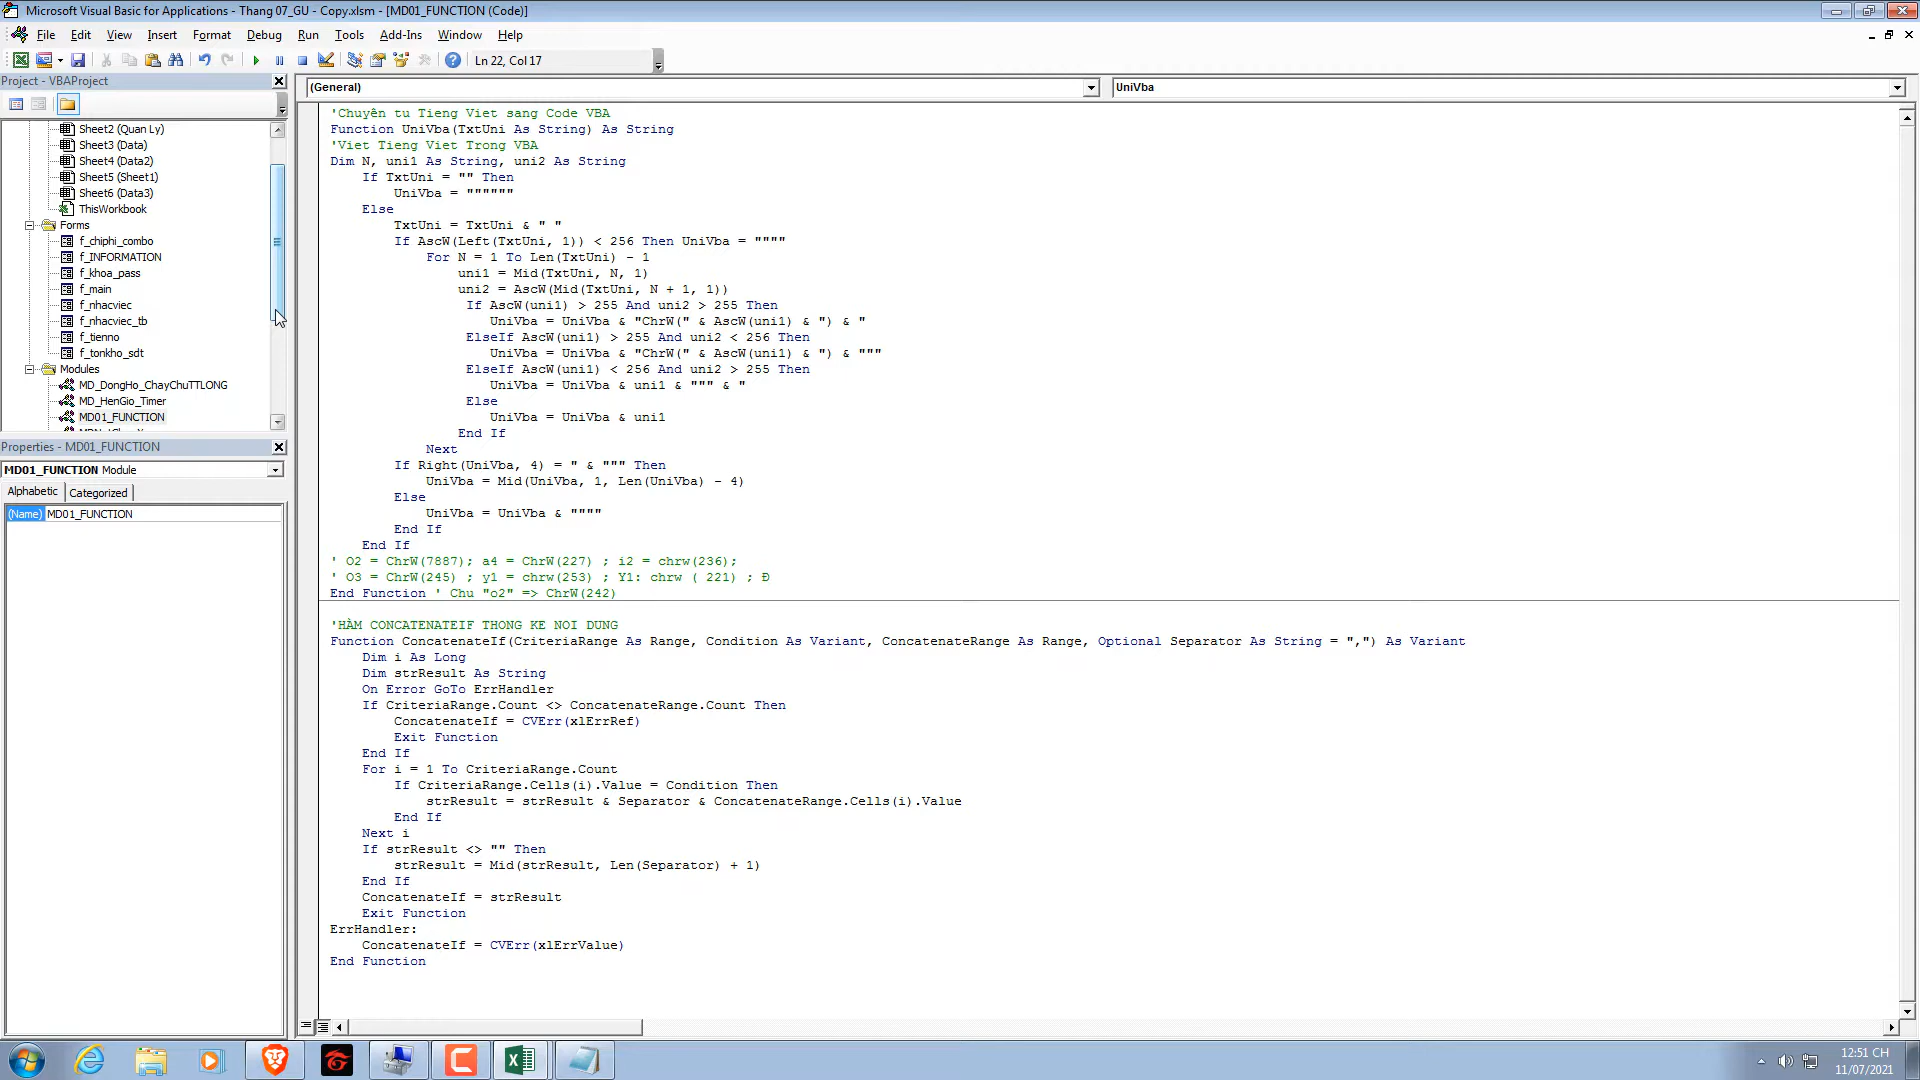 Microsoft Visual Basic for Applications - Thang 07_GU - Copy.xlsm - [MD01_FUNCTION (Code)]
File Edit View Insert Format Debug Run Tools Add-Ins Window Help
Ln 22, Col 17
Project - VBAProject
Sheet2 (Quan Ly)
Sheet3 (Data)
Sheet4 (Data2)
Sheet5 (Sheet1)
Sheet6 (Data3)
ThisWorkbook
Forms
f_chiphi_combo
f_INFORMATION
f_khoa_pass
f_main
f_nhacviec
f_nhacviec_tb
f_tienno
f_tonkho_sdt
Modules
MD_DongHo_ChayChuTTLONG
MD_HenGio_Timer
MD01_FUNCTION
Properties - MD01_FUNCTION
MD01_FUNCTION Module
Alphabetic Categorized
(Name) MD01_FUNCTION
(General) UniVba
'Chuyên tu Tieng Viet sang Code VBA
Function UniVba(TxtUni As String) As String
'Viet Tieng Viet Trong VBA
Dim N, uni1 As String, uni2 As String
If TxtUni = "" Then
UniVba = """"""
Else
TxtUni = TxtUni & " "
If AscW(Left(TxtUni, 1)) < 256 Then UniVba = """"
For N = 1 To Len(TxtUni) - 1
uni1 = Mid(TxtUni, N, 1)
uni2 = AscW(Mid(TxtUni, N + 1, 1))
If AscW(uni1) > 255 And uni2 > 255 Then
UniVba = UniVba & "ChrW(" & AscW(uni1) & ") & "
ElseIf AscW(uni1) > 255 And uni2 < 256 Then
UniVba = UniVba & "ChrW(" & AscW(uni1) & ") & """
ElseIf AscW(uni1) < 256 And uni2 > 255 Then
UniVba = UniVba & uni1 & """ & "
Else
UniVba = UniVba & uni1
End If
Next
If Right(UniVba, 4) = " & """ Then
UniVba = Mid(UniVba, 1, Len(UniVba) - 4)
Else
UniVba = UniVba & """"
End If
End If
' O2 = ChrW(7887); a4 = ChrW(227) ; i2 = chrw(236);
' O3 = ChrW(245) ; y1 = chrw(253) ; Y1: chrw ( 221) ; Đ
End Function ' Chu "o2" => ChrW(242)
'HÀM CONCATENATEIF THONG KE NOI DUNG
Function ConcatenateIf(CriteriaRange As Range, Condition As Variant, ConcatenateRange As Range, Optional Separator As String = ",") As Variant
Dim i As Long
Dim strResult As String
On Error GoTo ErrHandler
If CriteriaRange.Count <> ConcatenateRange.Count Then
ConcatenateIf = CVErr(xlErrRef)
Exit Function
End If
For i = 1 To CriteriaRange.Count
If CriteriaRange.Cells(i).Value = Condition Then
strResult = strResult & Separator & ConcatenateRange.Cells(i).Value
End If
Next i
If strResult <> "" Then
strResult = Mid(strResult, Len(Separator) + 1)
End If
ConcatenateIf = strResult
Exit Function
ErrHandler:
ConcatenateIf = CVErr(xlErrValue)
End Function
12:51 CH
11/07/2021